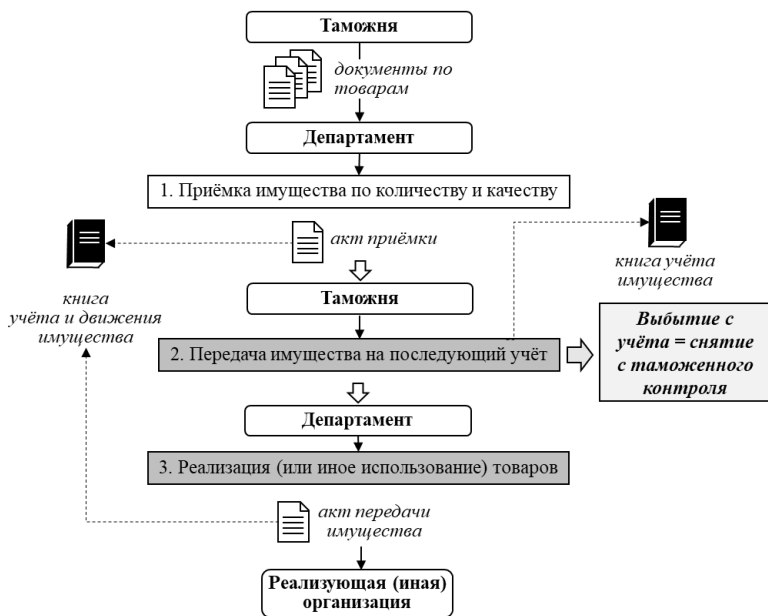 Таможня
документы по
товарам
Департамент
1. Приёмка имущества по количеству и качеству
акт приёмки
книга
учёта и движения
имущества
книга учёта
имущества
Таможня
2. Передача имущества на последующий учёт
Выбытие с
учёта = снятие
с таможенного
контроля
Департамент
3. Реализация (или иное использование) товаров
акт передачи
имущества
Реализующая (иная)
организация